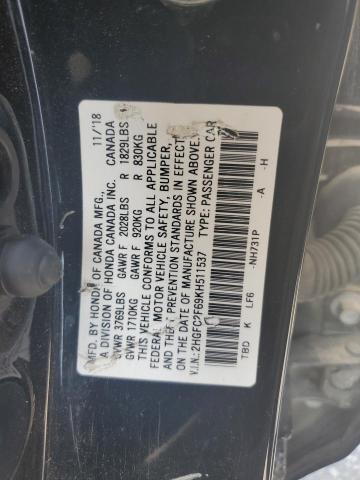 MFD. BY HONDA OF CANADA MFG. 11/'18
A DIVISION OF HONDA CANADA INC. CANADA
GVWR 3769LBS GAWR F 2028LBS R 1829LBS
GVWR 1710KG GAWR F 920KG R 830KG
THIS VEHICLE CONFORMS TO ALL APPLICABLE
FEDERAL MOTOR VEHICLE SAFETY, BUMPER,
AND THEFT PREVENTION STANDARDS IN EFFECT
ON THE DATE OF MANUFACTURE SHOWN ABOVE.
V.I.N.: 2HGFC2F69KH511537 TYPE: PASSENGER CAR
-NH731P -A -H
TBD K LF6